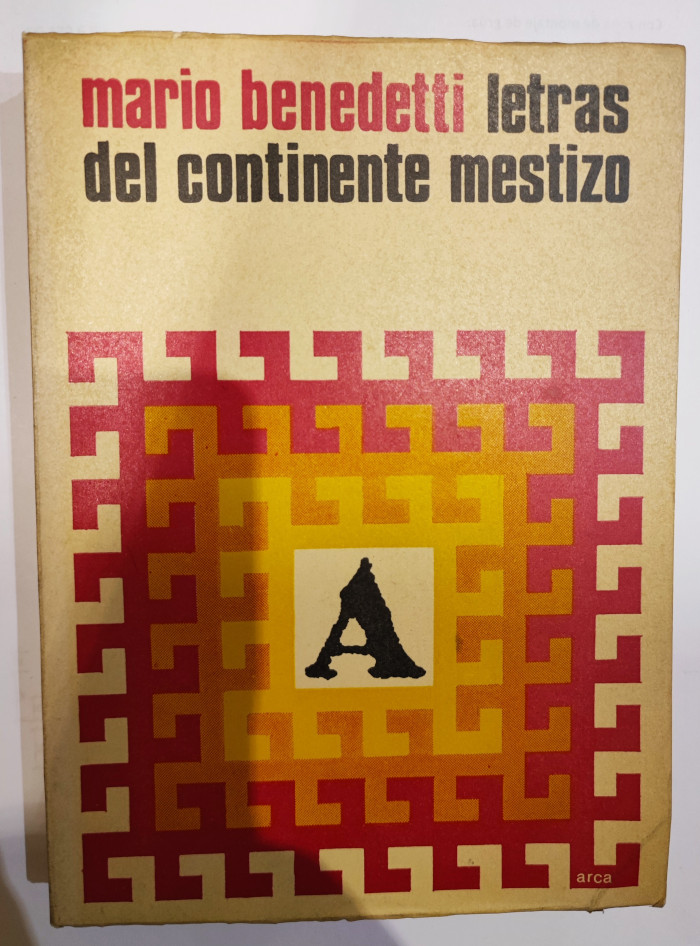 mario benedetti letras
del continente mestizo
A
arca